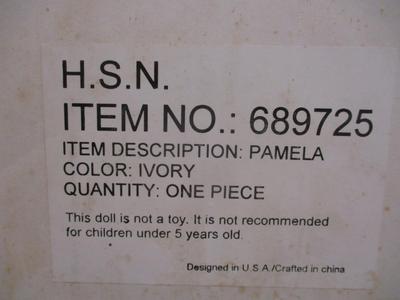 H.S.N.
ITEM NO.: 689725
ITEM DESCRIPTION: PAMELA
COLOR: IVORY
QUANTITY: ONE PIECE
This doll is not a toy. It is not recommended
for children under 5 years old.
Designed in U.S.A./Crafted in china